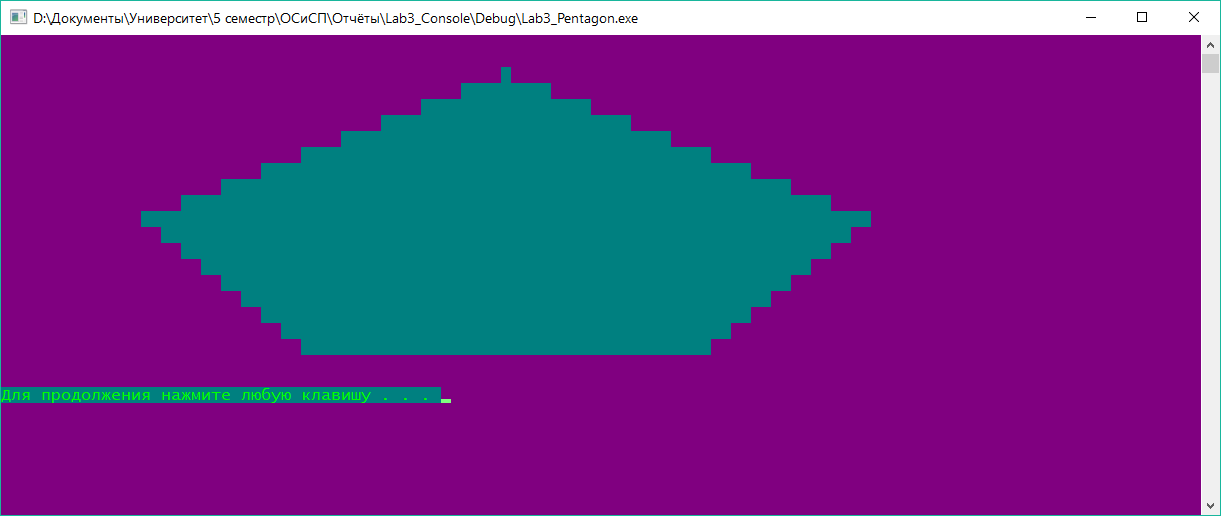 D:\Документы\Университет\5 семестр\ОСиСП\Отчёты\Lab3_Console\Debug\Lab3_Pentagon.exe
Для продолжения нажмите любую клавишу . . .